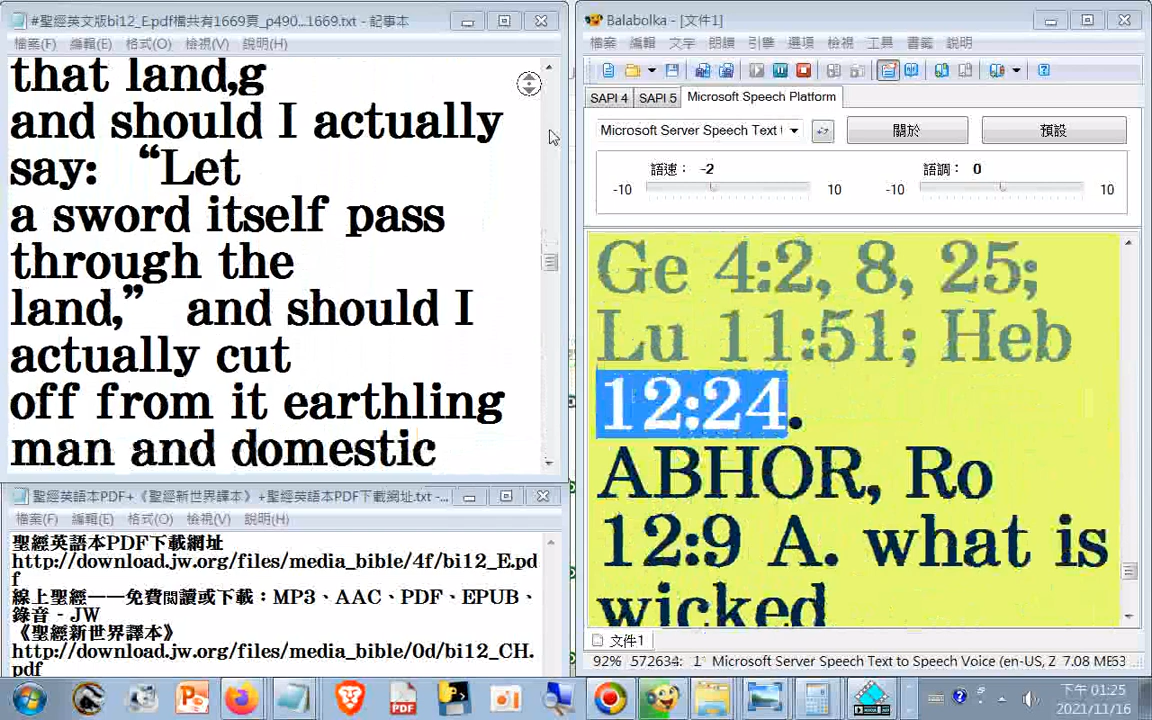 #聖經英文版bi12_E.pdf檔共有1669頁_p490...1669.txt - 記事本
檔案(F) 編輯(E) 格式(O) 檢視(V) 說明(H)
that land,g
and should I actually
say: “Let
a sword itself pass
through the
land,” and should I
actually cut
off from it earthling
man and domestic
聖經英語本PDF+《聖經新世界譯本》+聖經英語本PDF下載網址.txt -...
檔案(F) 編輯(E) 格式(O) 檢視(V) 說明(H)
聖經英語本PDF下載網址
http://download.jw.org/files/media_bible/4f/bi12_E.pd
f
線上聖經——免費閱讀或下載：MP3、AAC、PDF、EPUB、
錄音 - JW
《聖經新世界譯本》
http://download.jw.org/files/media_bible/0d/bi12_CH.
pdf
Balabolka - [文件1]
檔案 編輯 文字 朗讀 引擎 選項 檢視 工具 書籤 說明
SAPI 4 SAPI 5 Microsoft Speech Platform
Microsoft Server Speech Text 關於 預設
語速： -2 語調： 0
-10 10 -10 10
Ge 4:2, 8, 25;
Lu 11:51; Heb
12:24.
ABHOR, Ro
12:9 A. what is
wicked
文件1
92% 572634: 1 Microsoft Server Speech Text to Speech Voice (en-US, Z 7.08 ME
PDF
下午 01:25
2021/11/16